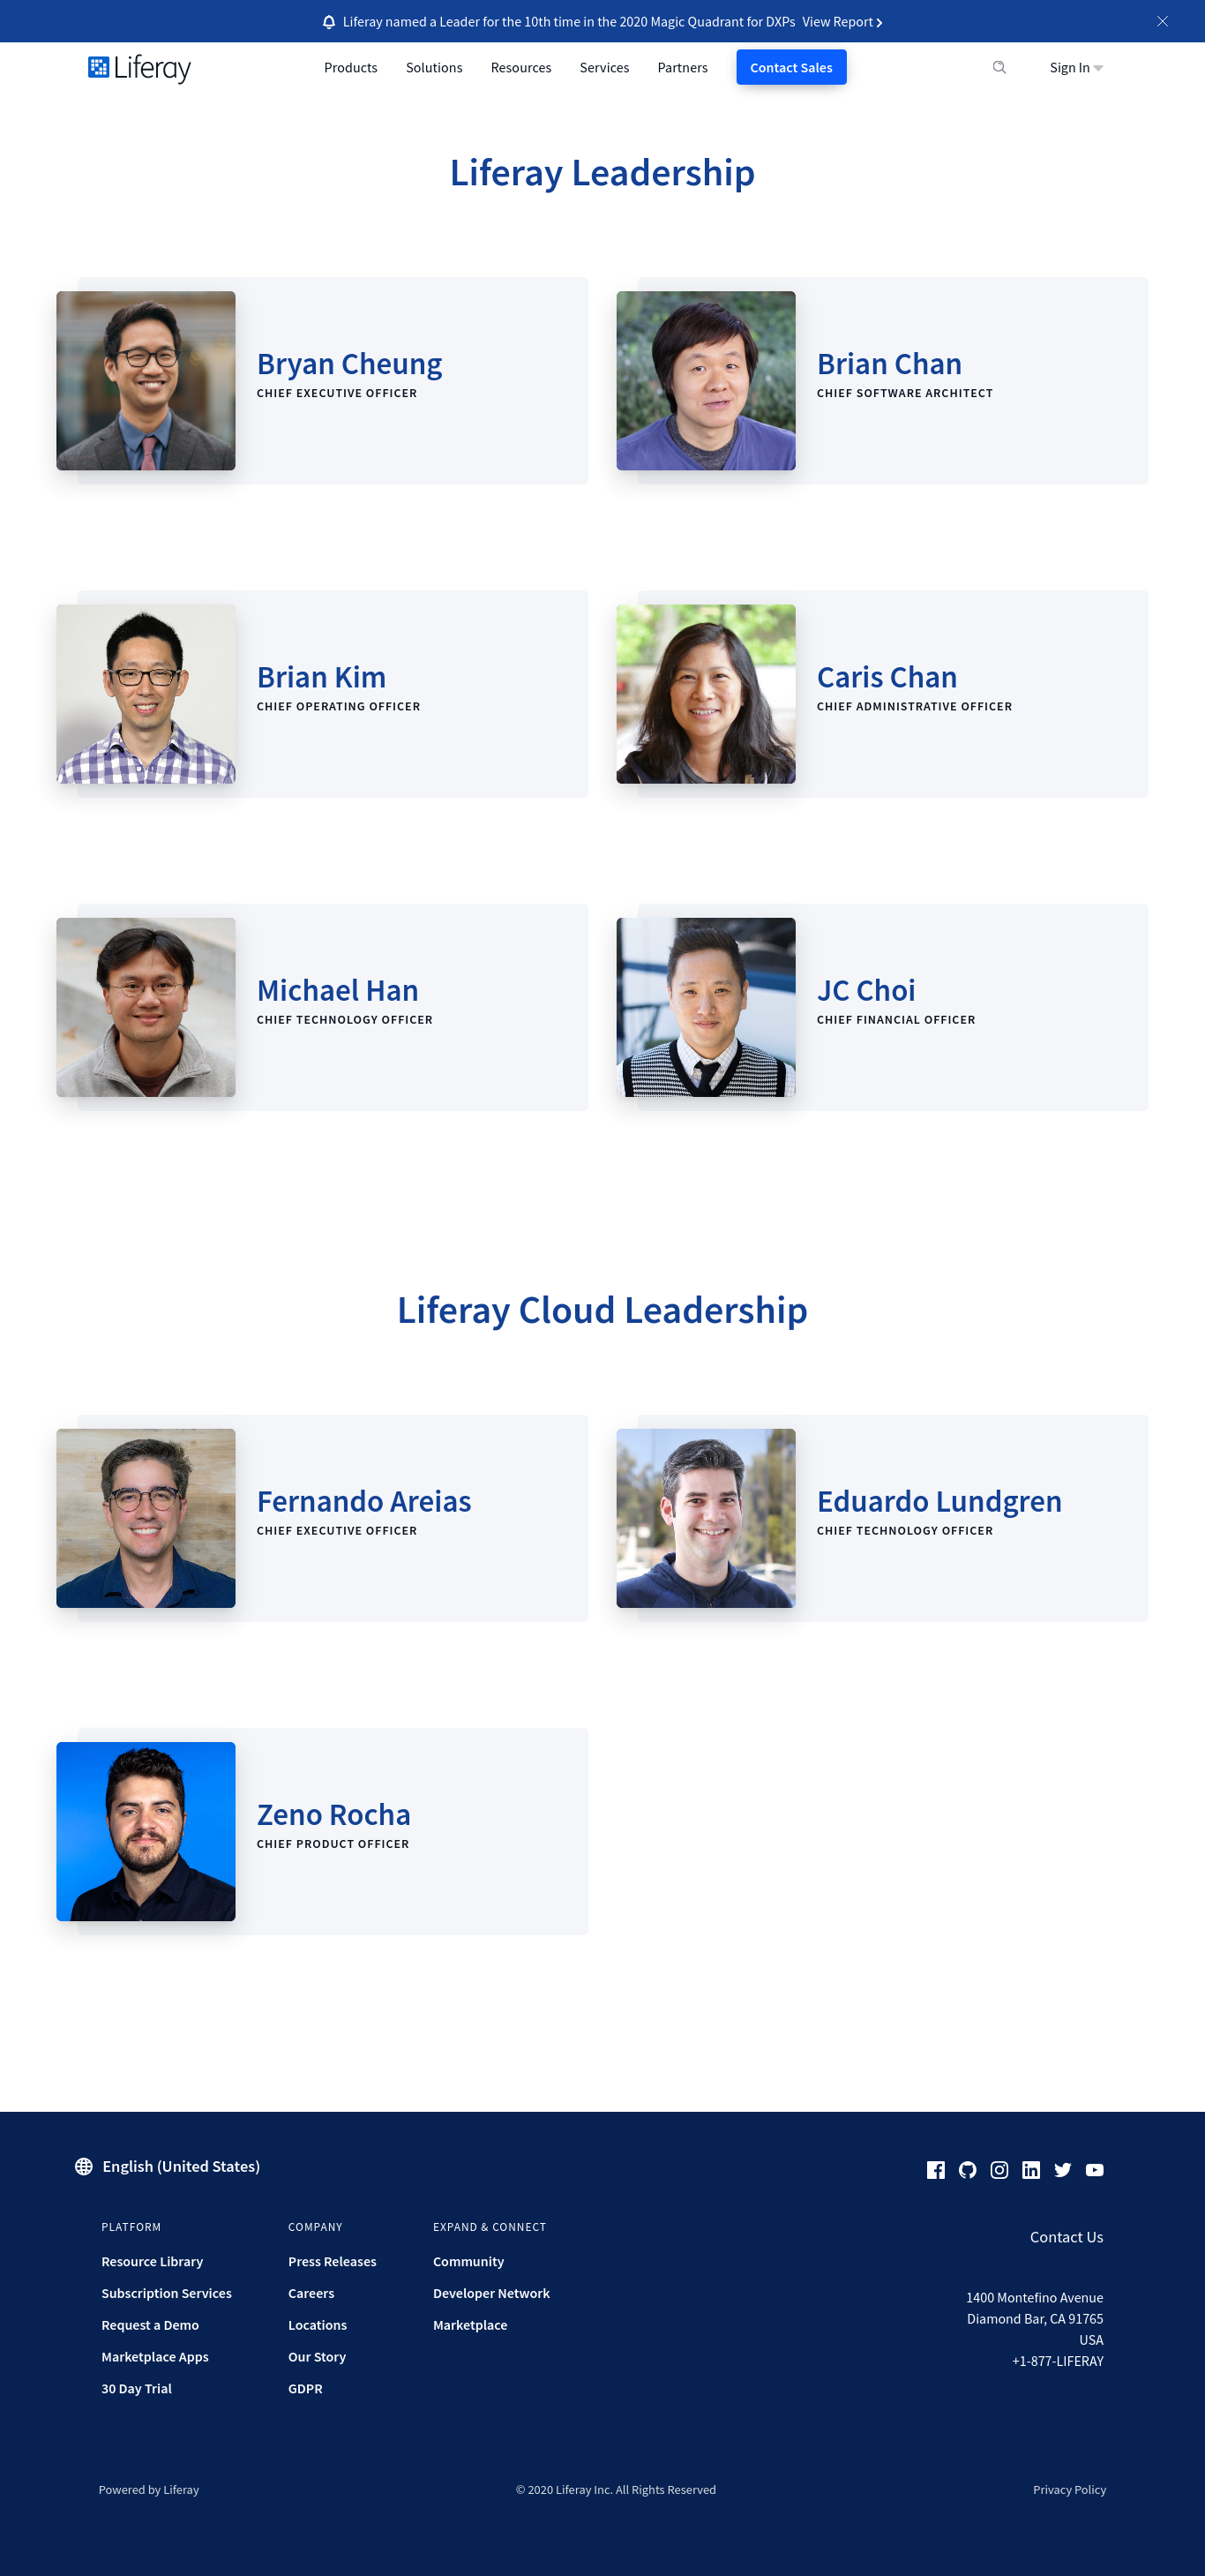 Liferay named a Leader for the 10th time in the 2020 Magic Quadrant for DXPs View Report
Liferay
Products Solutions Resources Services Partners Contact Sales Sign In
Liferay Leadership
Bryan Cheung
CHIEF EXECUTIVE OFFICER
Brian Chan
CHIEF SOFTWARE ARCHITECT
Brian Kim
CHIEF OPERATING OFFICER
Caris Chan
CHIEF ADMINISTRATIVE OFFICER
Michael Han
CHIEF TECHNOLOGY OFFICER
JC Choi
CHIEF FINANCIAL OFFICER
Liferay Cloud Leadership
Fernando Areias
CHIEF EXECUTIVE OFFICER
Eduardo Lundgren
CHIEF TECHNOLOGY OFFICER
Zeno Rocha
CHIEF PRODUCT OFFICER
English (United States)
PLATFORM
Resource Library
Subscription Services
Request a Demo
Marketplace Apps
30 Day Trial
COMPANY
Press Releases
Careers
Locations
Our Story
GDPR
EXPAND & CONNECT
Community
Developer Network
Marketplace
Contact Us
1400 Montefino Avenue
Diamond Bar, CA 91765
USA
+1-877-LIFERAY
Powered by Liferay
© 2020 Liferay Inc. All Rights Reserved
Privacy Policy